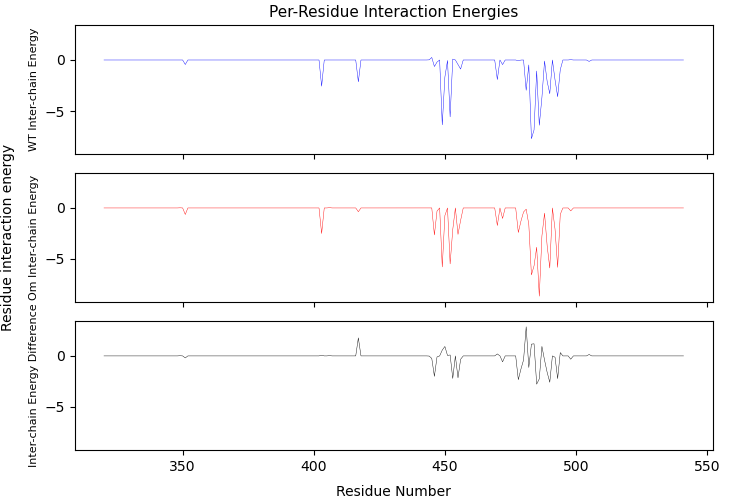 Per-Residue Interaction Energies
Residue interaction energy
WT Inter-chain Energy
0
−5
Om Inter-chain Energy
0
−5
Inter-chain Energy Difference
0
−5
350
400
450
500
550
Residue Number